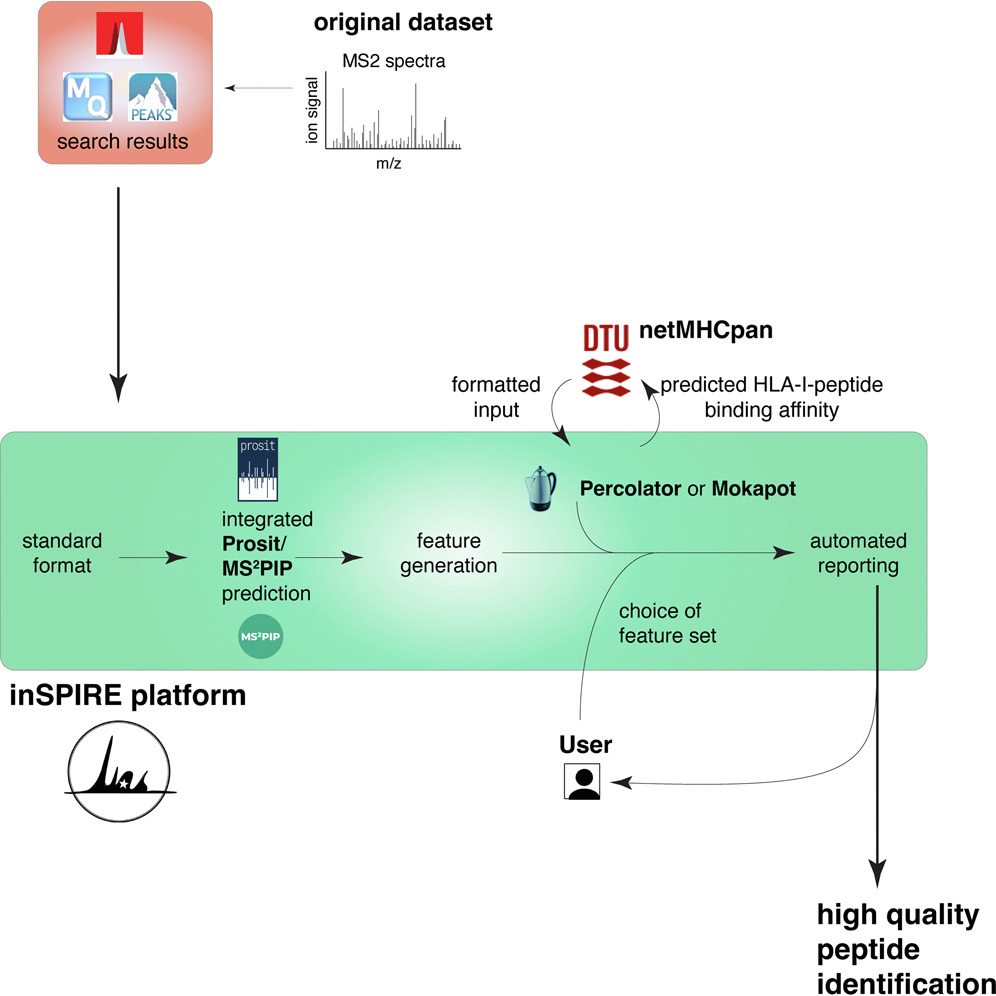 original dataset
MS2 spectra
ion signal
m/z
M
Q
PEAKS
search results
DTU
netMHCpan
formatted
input
predicted HLA-I-peptide
binding affinity
prosit
Percolator or Mokapot
standard
format
integrated
Prosit/
MS²PIP
prediction
feature
generation
automated
reporting
MS²PIP
choice of
feature set
inSPIRE platform
User
high quality
peptide
identification